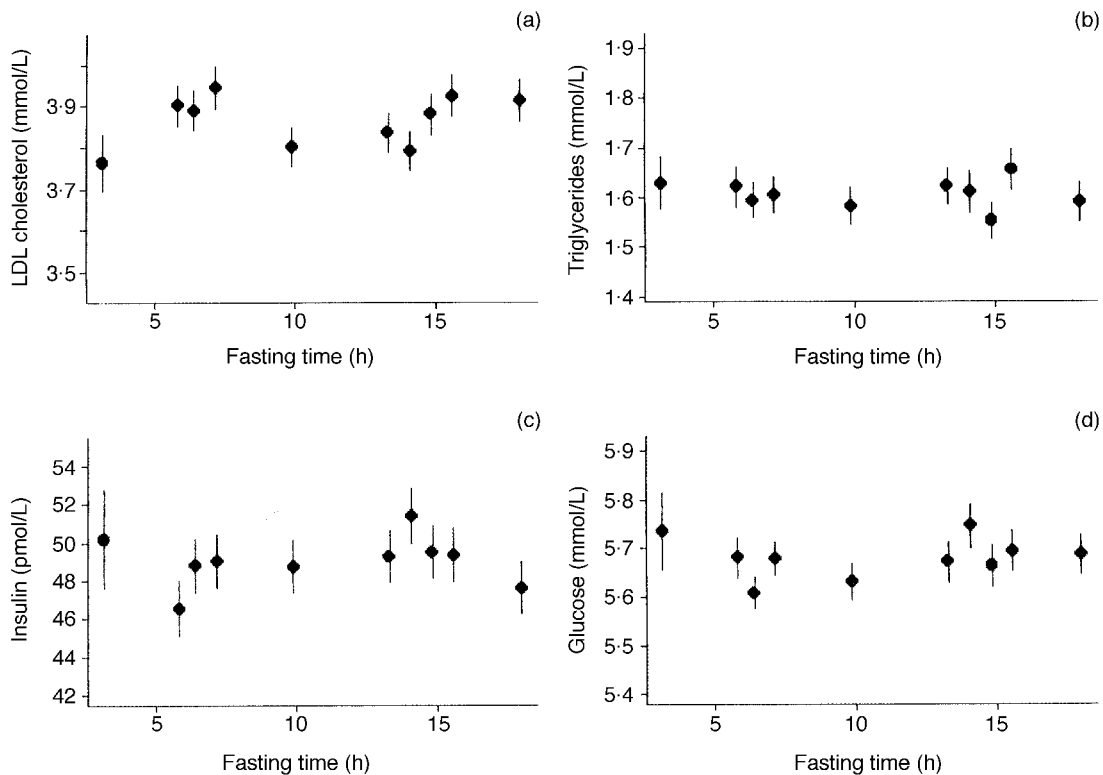 (a)
LDL cholesterol (mmol/L)
3·9
3·7
3·5
5 10 15
Fasting time (h)
(b)
Triglycerides (mmol/L)
1·9
1·8
1·7
1·6
1·5
1·4
5 10 15
Fasting time (h)
(c)
Insulin (pmol/L)
54
52
50
48
46
44
42
5 10 15
Fasting time (h)
(d)
Glucose (mmol/L)
5·9
5·8
5·7
5·6
5·5
5·4
5 10 15
Fasting time (h)